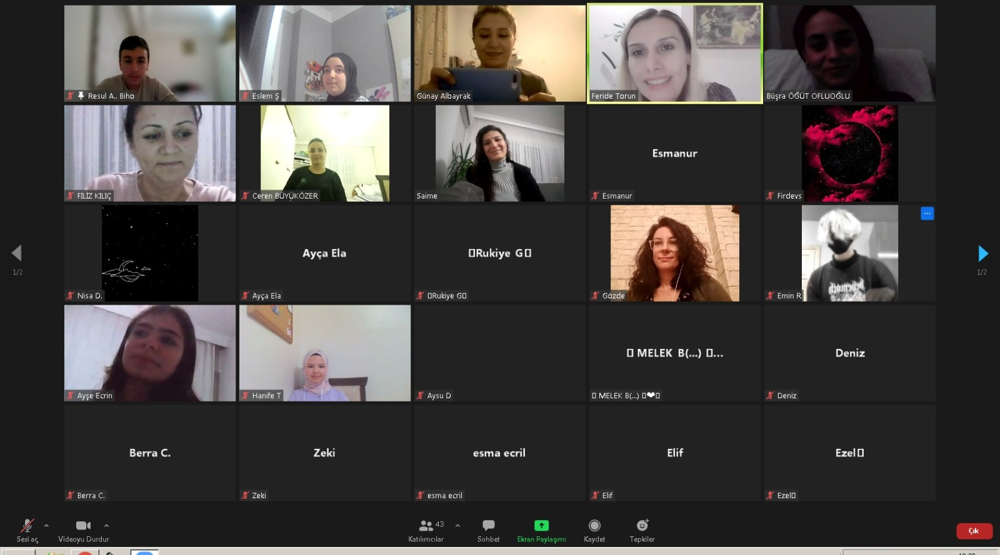 Resul A.. Biho
Eslem Ş
Günay Albayrak
Feride Torun
Büşra ÖĞÜT OFLUOĞLU
FİLİZ KILIÇ
Ceren BÜYÜKÖZER
Saime
Esmanur
Esmanur
Firdevs
1/2
1/2
Nisa D.
Ayça Ela
Ayça Ela
▯Rukiye G▯
▯Rukiye G▯
Gözde
Emin R
Ayşe Ecrin
Hanife T
Aysu D
▯ MELEK B(...) ▯...
▯ MELEK B(...) ▯❤▯
Deniz
Deniz
Berra C.
Berra C.
Zeki
Zeki
esma ecril
esma ecril
Elif
Elif
Ezel▯
Ezel▯
Sesi aç
Videoyu Durdur
43
Katılımcılar
Sohbet
Ekran Paylaşımı
Kaydet
Tepkiler
Çık